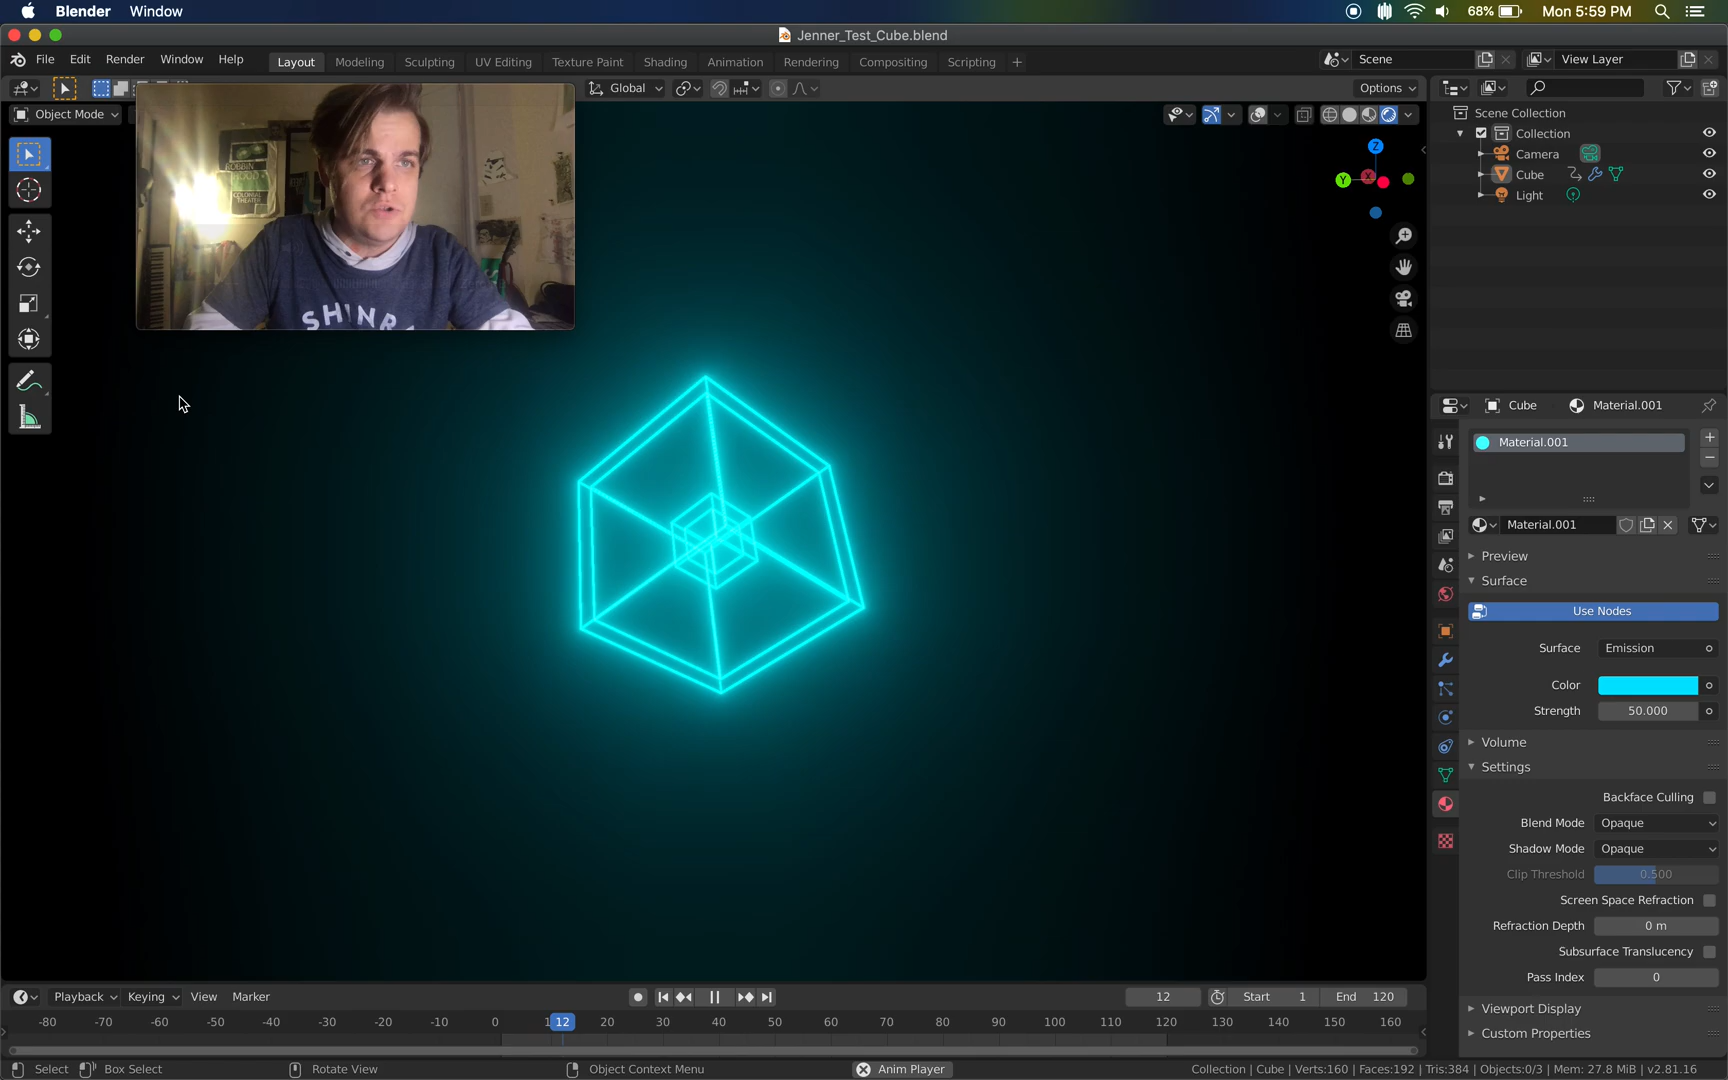 Blender Window 68% Mon 5:59 PM
Jenner_Test_Cube.blend
File Edit Render Window Help Layout Modeling Sculpting UV Editing Texture Paint Shading Animation Rendering Compositing Scripting + Scene View Layer
Global Options
Object Mode
Scene Collection
Collection
Camera
Cube
Light
Z
Y
X
ROBBIN HOOD
COLONIAL THEATER
SHINR
Cube Material.001
Material.001
Material.001
Preview
Surface
Use Nodes
Surface Emission
Color
Strength 50.000
Volume
Settings
Backface Culling
Blend Mode Opaque
Shadow Mode Opaque
Clip Threshold 0.500
Screen Space Refraction
Refraction Depth 0 m
Subsurface Translucency
Pass Index 0
Viewport Display
Custom Properties
Playback Keying View Marker 12 Start 1 End 120
-80 -70 -60 -50 -40 -30 -20 -10 0 12 20 30 40 50 60 70 80 90 100 110 120 130 140 150 160
Select Box Select Rotate View Object Context Menu Anim Player Collection | Cube | Verts:160 | Faces:192 | Tris:384 | Objects:0/3 | Mem: 27.8 MiB | v2.81.16